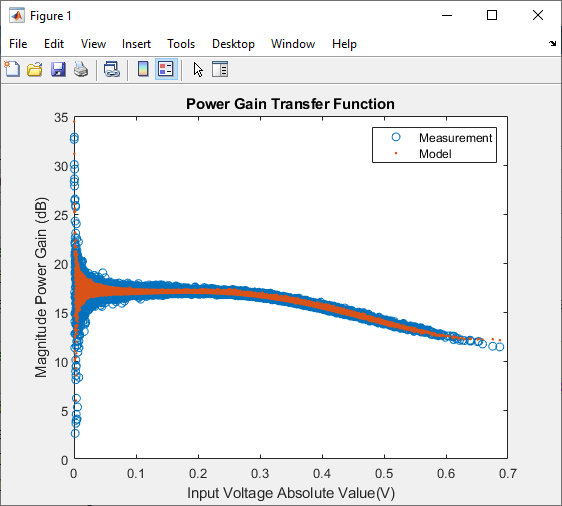 Figure 1
File Edit View Insert Tools Desktop Window Help
Power Gain Transfer Function
Measurement
Model
Magnitude Power Gain (dB)
35
30
25
20
15
10
5
0
0 0.1 0.2 0.3 0.4 0.5 0.6 0.7
Input Voltage Absolute Value(V)